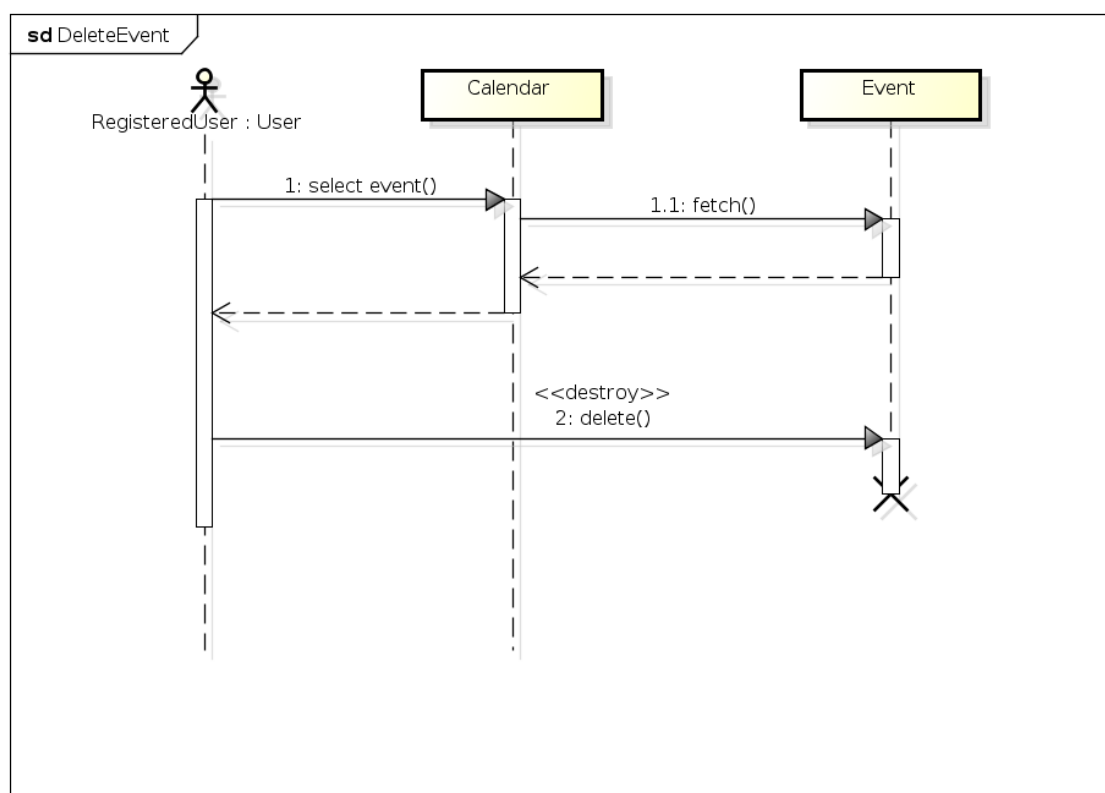 sd DeleteEvent
RegisteredUser : User
Calendar
Event
1: select event()
1.1: fetch()
<<destroy>>
2: delete()